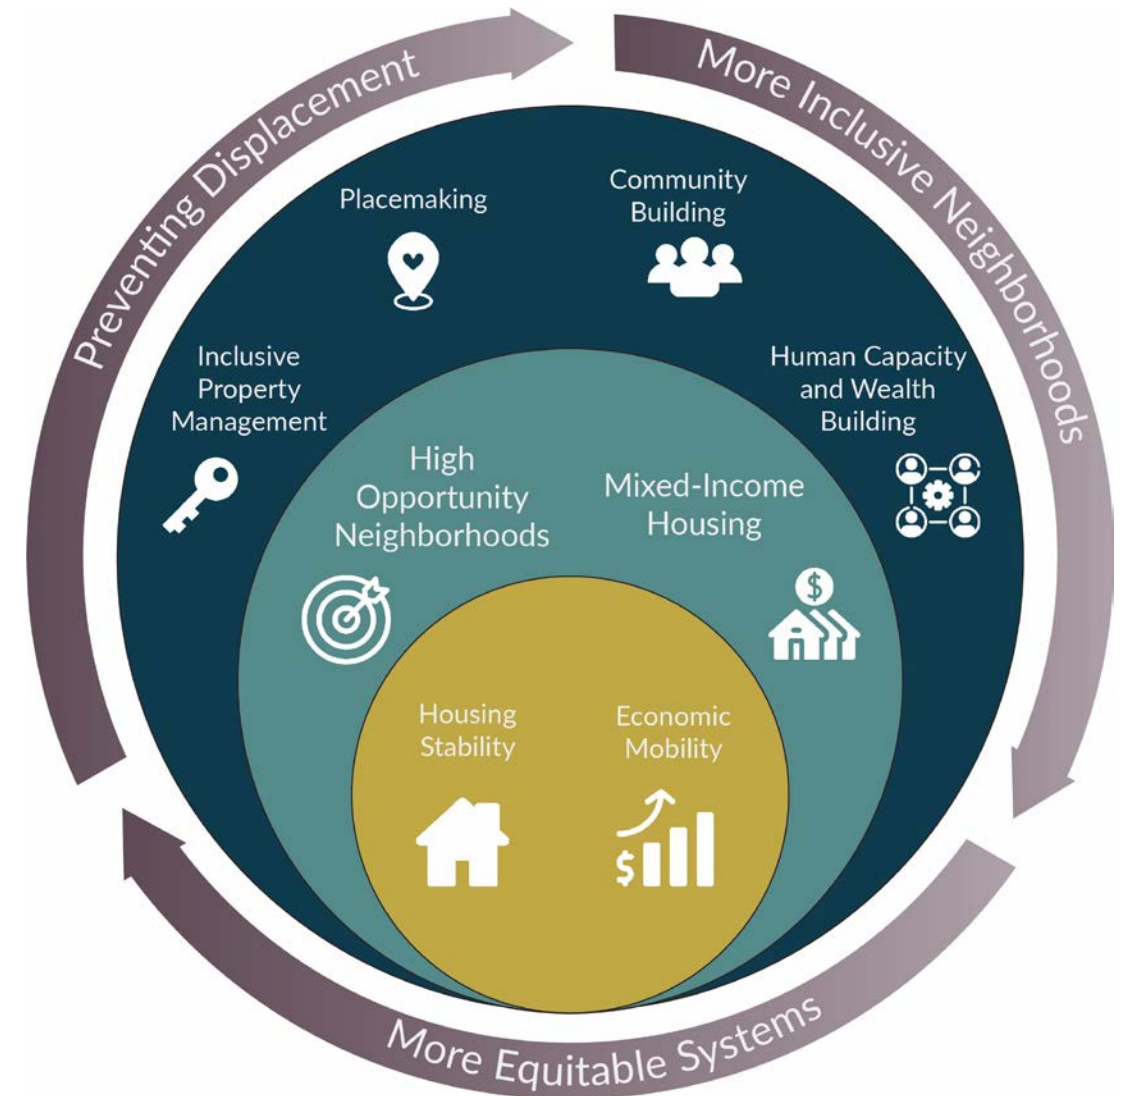 Preventing Displacement
More Inclusive Neighborhoods
Placemaking
Community
Building
Inclusive
Property
Management
Human Capacity
and Wealth
Building
High
Opportunity
Neighborhoods
Mixed-Income
Housing
$
Housing
Stability
Economic
Mobility
$
More Equitable Systems